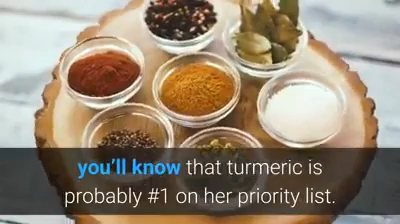 you'll know that turmeric is
probably #1 on her priority list.